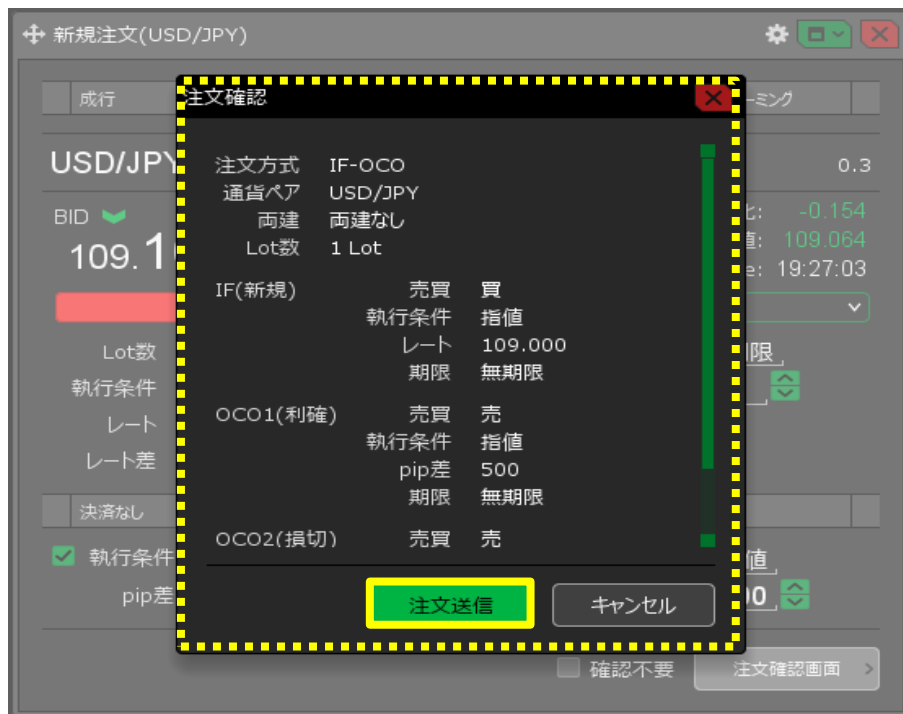 新規注文(USD/JPY)
成行
注文確認
ーミング
USD/JPY
0.3
注文方式 IF-OCO
通貨ペア USD/JPY
両建 両建なし
Lot数 1 Lot
BID
-0.154
109.1
109.064
19:27:03
IF(新規) 売買 買
執行条件 指値
レート 109.000
期限 無期限
Lot数
執行条件
レート
レート差
OCO1(利確) 売買 売
執行条件 指値
pip差 500
期限 無期限
決済なし
OCO2(損切) 売買 売
執行条件
pip差
注文送信 キャンセル
確認不要 注文確認画面